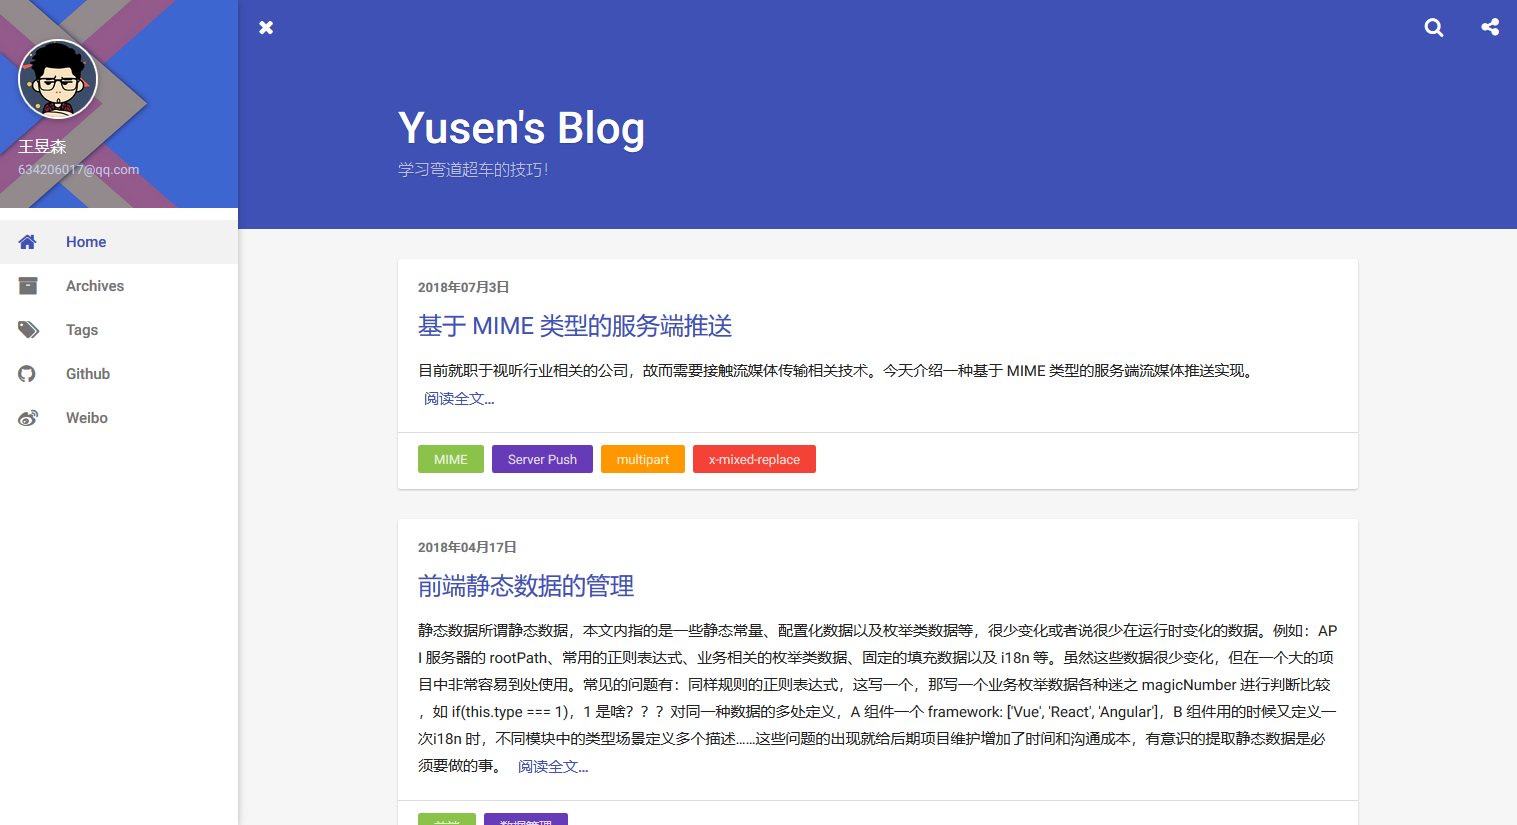 王昱森
634206017@qq.com
Home
Archives
Tags
Github
Weibo
Yusen's Blog
学习弯道超车的技巧！
2018年07月3日
基于 MIME 类型的服务端推送
目前就职于视听行业相关的公司，故而需要接触流媒体传输相关技术。今天介绍一种基于 MIME 类型的服务端流媒体推送实现。
阅读全文…
MIME Server Push multipart x-mixed-replace
2018年04月17日
前端静态数据的管理
静态数据所谓静态数据，本文内指的是一些静态常量、配置化数据以及枚举类数据等，很少变化或者说很少在运行时变化的数据。例如：AP
I 服务器的 rootPath、常用的正则表达式、业务相关的枚举类数据、固定的填充数据以及 i18n 等。虽然这些数据很少变化，但在一个大的项
目中非常容易到处使用。常见的问题有：同样规则的正则表达式，这写一个，那写一个业务枚举数据各种迷之 magicNumber 进行判断比较
，如 if(this.type === 1)，1 是啥？？？对同一种数据的多处定义，A 组件一个 framework: ['Vue', 'React', 'Angular']，B 组件用的时候又定义一
次i18n 时，不同模块中的类型场景定义多个描述……这些问题的出现就给后期项目维护增加了时间和沟通成本，有意识的提取静态数据是必
须要做的事。 阅读全文…
前端 数据管理